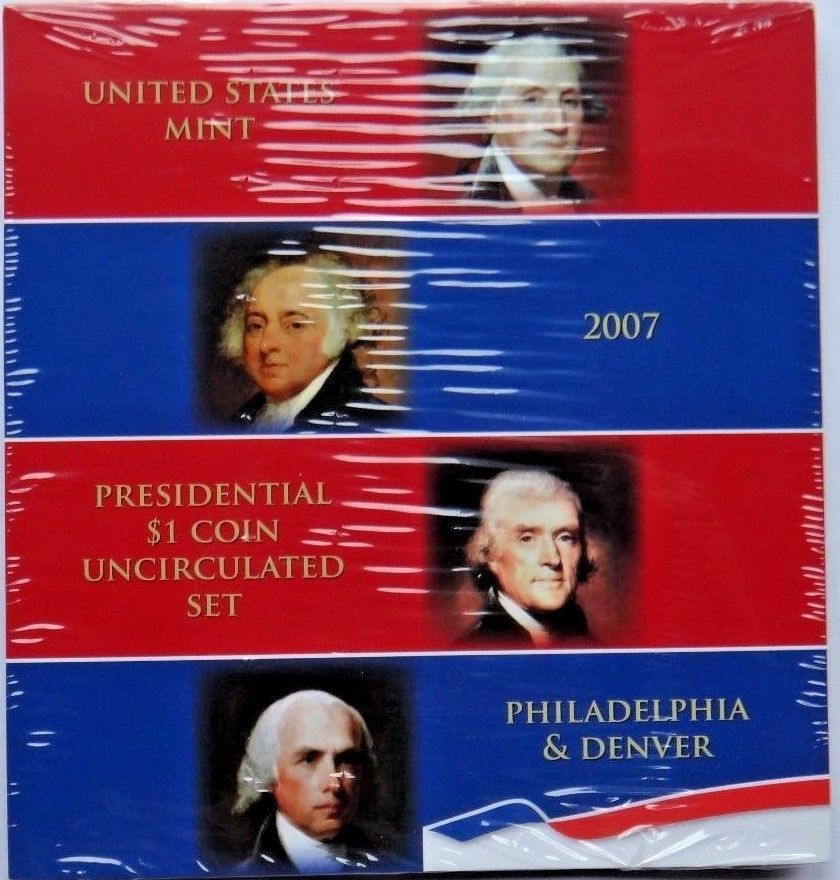 UNITED STATES
MINT
2007
PRESIDENTIAL
$1 COIN
UNCIRCULATED
SET
PHILADELPHIA
& DENVER